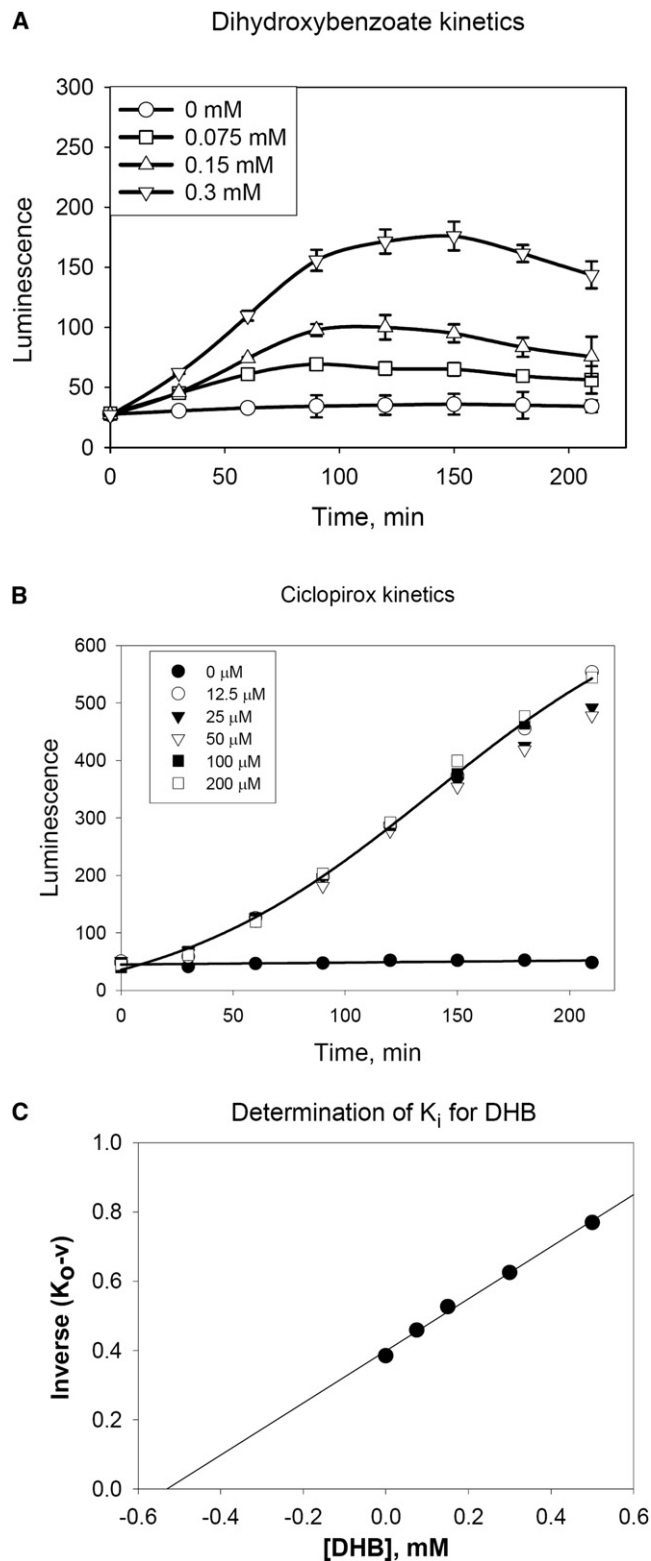 A
Dihydroxybenzoate kinetics
300
250
200
150
100
50
0
Luminescence
0 mM
0.075 mM
0.15 mM
0.3 mM
0 50 100 150 200
Time, min
B
Ciclopirox kinetics
600
500
400
300
200
100
0
Luminescence
0 μM
12.5 μM
25 μM
50 μM
100 μM
200 μM
0 50 100 150 200
Time, min
C
Determination of Ki for DHB
1.0
0.8
0.6
0.4
0.2
0.0
Inverse (KO-v)
-0.6 -0.4 -0.2 0.0 0.2 0.4 0.6
[DHB], mM